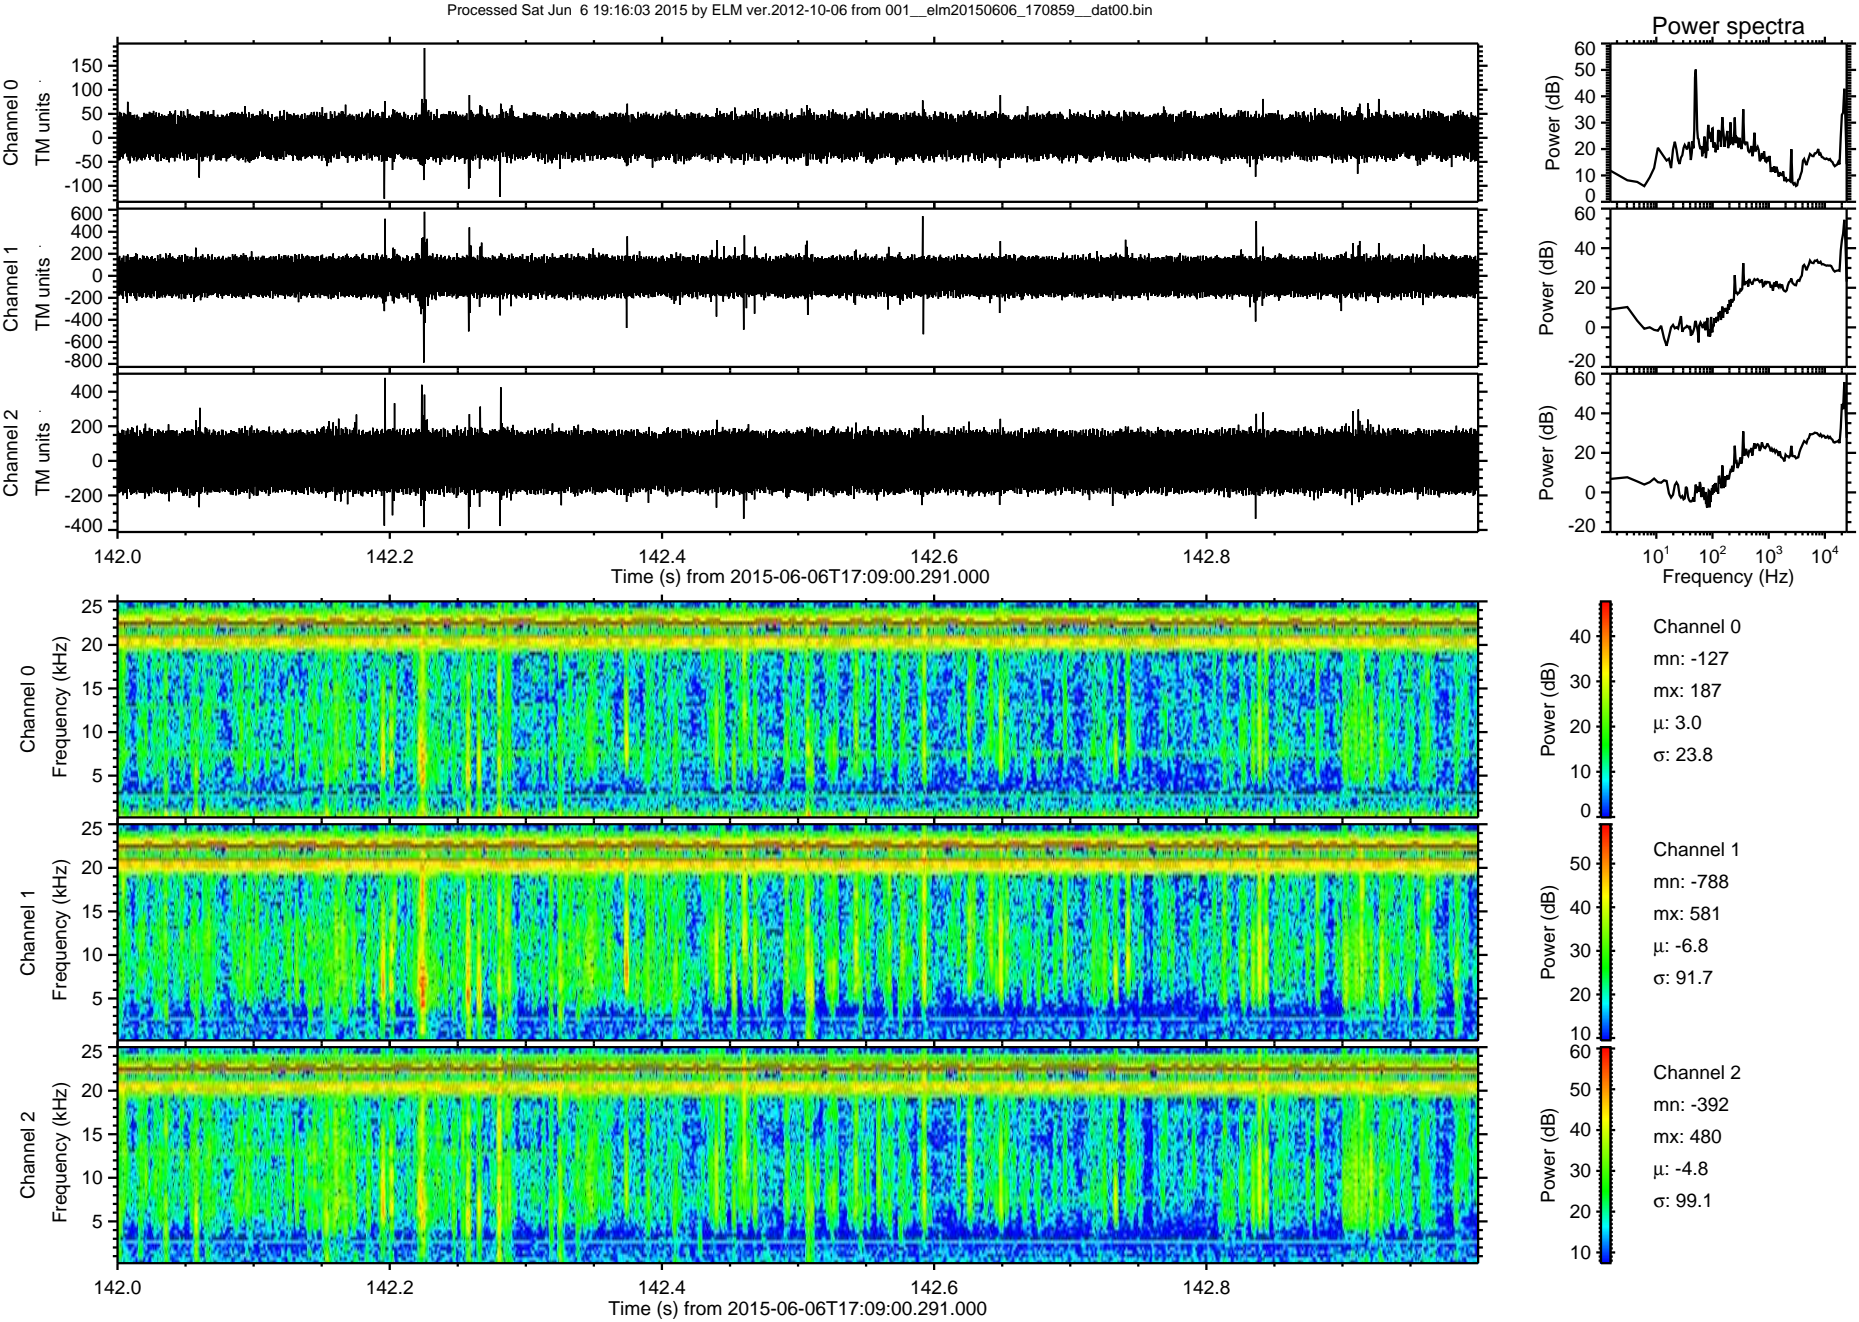 Processed Sat Jun 6 19:16:03 2015 by ELM ver.2012-10-06 from 001__elm20150606_170859__dat00.bin
Power spectra
Channel 0
TM units
150
100
50
0
-50
-100
Power (dB)
60
50
40
30
20
10
0
Channel 1
TM units
600
400
200
0
-200
-400
-600
-800
Power (dB)
60
40
20
0
-20
Channel 2
TM units
400
200
0
-200
-400
Power (dB)
60
40
20
0
-20
142.0 142.2 142.4 142.6 142.8
Time (s) from 2015-06-06T17:09:00.291.000
10^1 10^2 10^3 10^4
Frequency (Hz)
Channel 0
Frequency (kHz)
25
20
15
10
5
Power (dB)
40
30
20
10
0
Channel 0
mn: -127
mx: 187
μ: 3.0
σ: 23.8
Channel 1
Frequency (kHz)
25
20
15
10
5
Power (dB)
50
40
30
20
10
Channel 1
mn: -788
mx: 581
μ: -6.8
σ: 91.7
Channel 2
Frequency (kHz)
25
20
15
10
5
Power (dB)
60
50
40
30
20
10
Channel 2
mn: -392
mx: 480
μ: -4.8
σ: 99.1
142.0 142.2 142.4 142.6 142.8
Time (s) from 2015-06-06T17:09:00.291.000